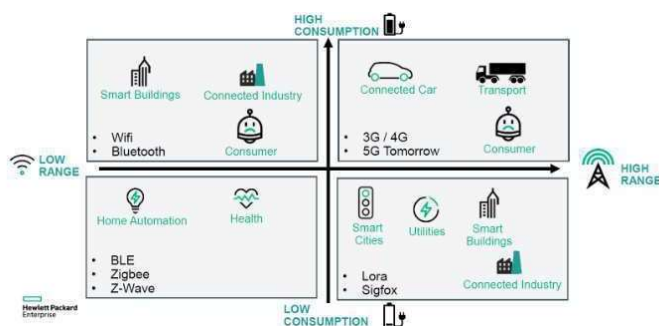 HIGH
CONSUMPTION
Smart Buildings
Connected Industry
Consumer
• Wifi
• Bluetooth
Connected Car
Transport
Consumer
• 3G / 4G
• 5G Tomorrow
LOW
RANGE
HIGH
RANGE
Home Automation
Health
• BLE
• Zigbee
• Z-Wave
Smart
Cities
Utilities
Smart
Buildings
Connected Industry
• Lora
• Sigfox
Hewlett Packard
Enterprise
LOW
CONSUMPTION